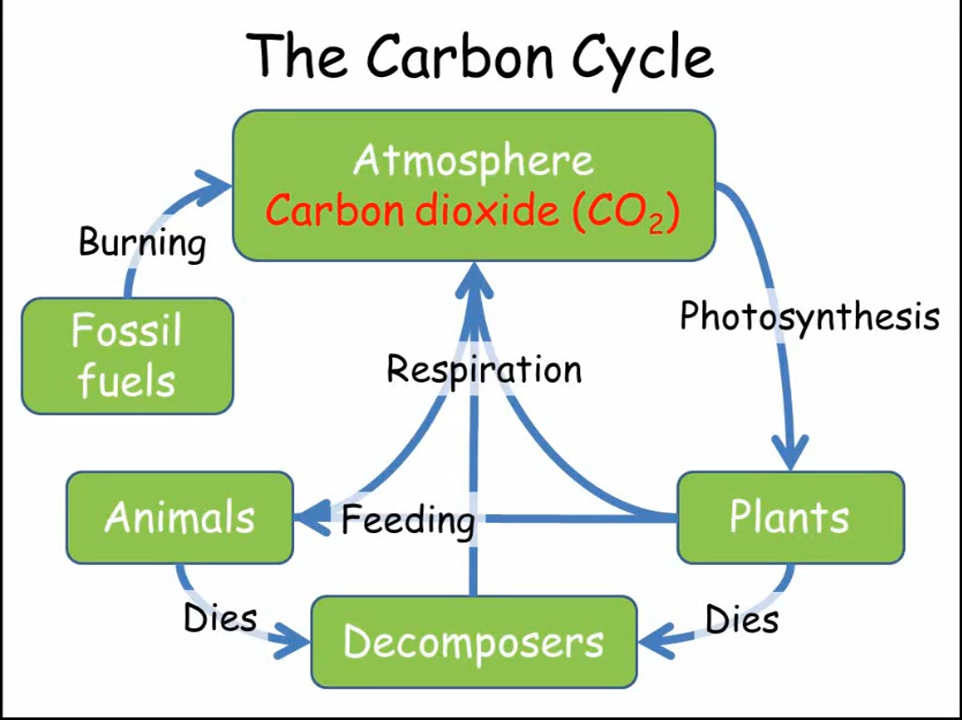 The Carbon Cycle
Atmosphere
Carbon dioxide (CO₂)
Burning
Fossil
fuels
Photosynthesis
Respiration
Animals
Feeding
Plants
Dies
Dies
Decomposers